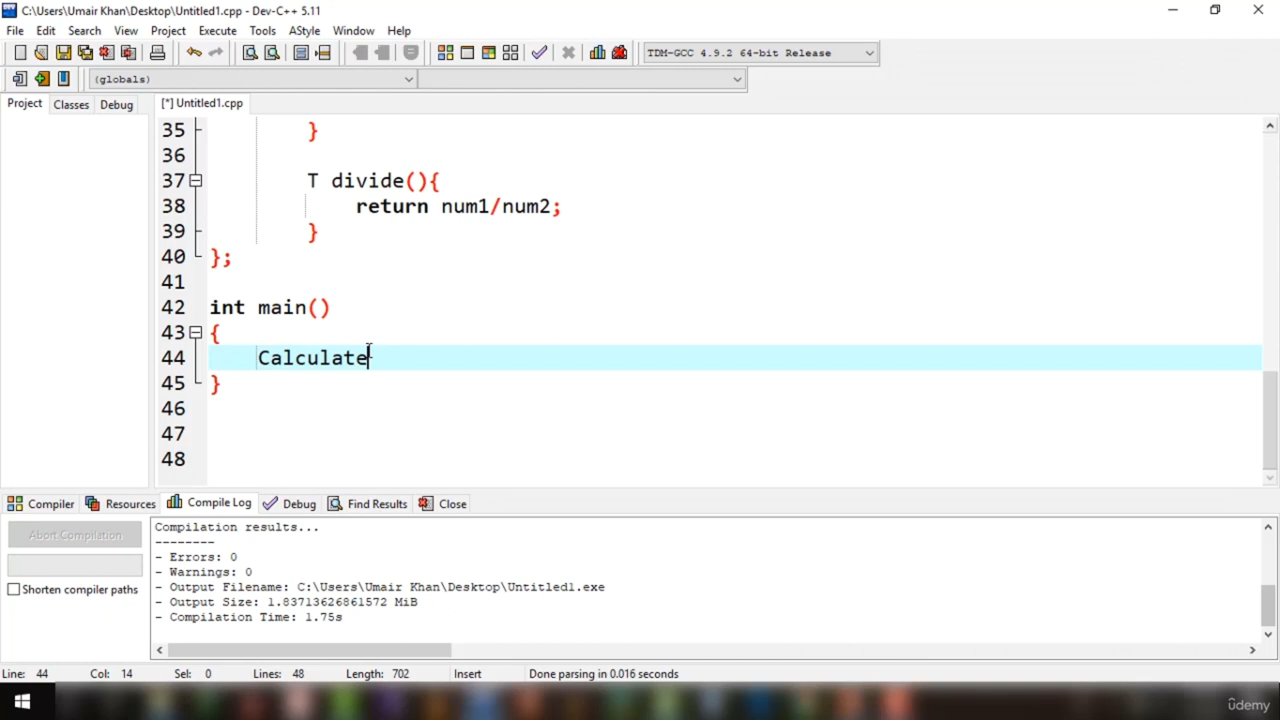 C:\Users\Umair Khan\Desktop\Untitled1.cpp - Dev-C++ 5.11
File Edit Search View Project Execute Tools AStyle Window Help
TDM-GCC 4.9.2 64-bit Release
(globals)
Project Classes Debug [*] Untitled1.cpp
35 }
36
37 T divide(){
38 return num1/num2;
39 }
40 };
41
42 int main()
43 {
44 Calculate
45 }
46
47
48
Compiler Resources Compile Log Debug Find Results Close
Abort Compilation
Shorten compiler paths
Compilation results...
--------
- Errors: 0
- Warnings: 0
- Output Filename: C:\Users\Umair Khan\Desktop\Untitled1.exe
- Output Size: 1.83713626861572 MiB
- Compilation Time: 1.75s
Line: 44 Col: 14 Sel: 0 Lines: 48 Length: 702 Insert Done parsing in 0.016 seconds
ûdemy